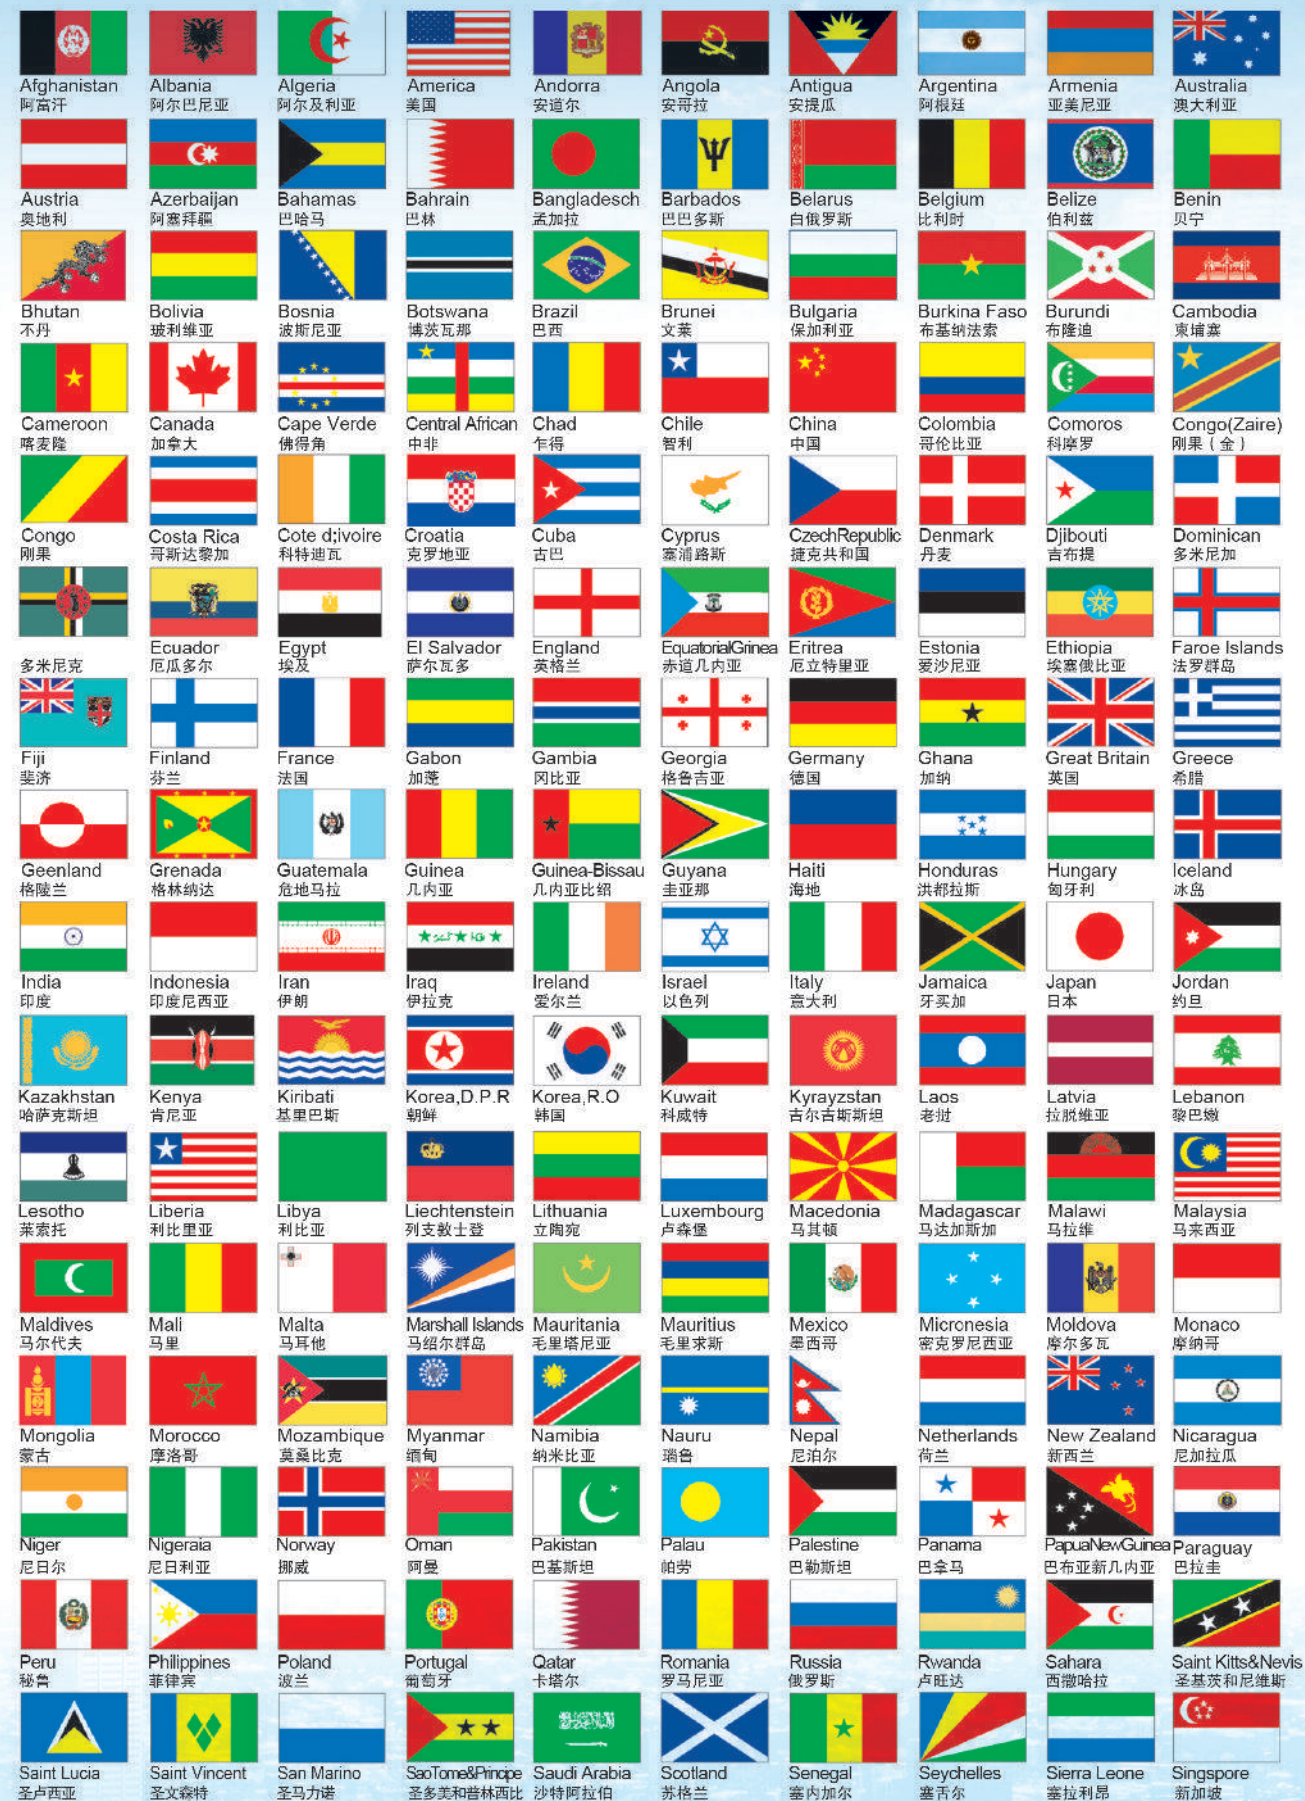 Afghanistan Albania Algeria America Andorra Angola Antigua Argentina Armenia Australia
阿富汗 阿尔巴尼亚 阿尔及利亚 美国 安道尔 安哥拉 安提瓜 阿根廷 亚美尼亚 澳大利亚
Austria Azerbaijan Bahamas Bahrain Bangladesch Barbados Belarus Belgium Belize Benin
奥地利 阿塞拜疆 巴哈马 巴林 孟加拉 巴巴多斯 白俄罗斯 比利时 伯利兹 贝宁
Bhutan Bolivia Bosnia Botswana Brazil Brunei Bulgaria Burkina Faso Burundi Cambodia
不丹 玻利维亚 波斯尼亚 博茨瓦那 巴西 文莱 保加利亚 布基纳法索 布隆迪 柬埔寨
Cameroon Canada Cape Verde Central African Chad Chile China Colombia Comoros Congo(Zaire)
喀麦隆 加拿大 佛得角 中非 乍得 智利 中国 哥伦比亚 科摩罗 刚果（金）
Congo Costa Rica Cote d;ivoire Croatia Cuba Cyprus CzechRepublic Denmark Djibouti Dominican
刚果 哥斯达黎加 科特迪瓦 克罗地亚 古巴 塞浦路斯 捷克共和国 丹麦 吉布提 多米尼加
Ecuador Egypt El Salvador England EquatorialGrinea Eritrea Estonia Ethiopia Faroe Islands
多米尼克 厄瓜多尔 埃及 萨尔瓦多 英格兰 赤道几内亚 厄立特里亚 爱沙尼亚 埃塞俄比亚 法罗群岛
Fiji Finland France Gabon Gambia Georgia Germany Ghana Great Britain Greece
斐济 芬兰 法国 加蓬 冈比亚 格鲁吉亚 德国 加纳 英国 希腊
Geenland Grenada Guatemala Guinea Guinea-Bissau Guyana Haiti Honduras Hungary Iceland
格陵兰 格林纳达 危地马拉 几内亚 几内亚比绍 圭亚那 海地 洪都拉斯 匈牙利 冰岛
India Indonesia Iran Iraq Ireland Israel Italy Jamaica Japan Jordan
印度 印度尼西亚 伊朗 伊拉克 爱尔兰 以色列 意大利 牙买加 日本 约旦
Kazakhstan Kenya Kiribati Korea,D.P.R Korea,R.O Kuwait Kyrayzstan Laos Latvia Lebanon
哈萨克斯坦 肯尼亚 基里巴斯 朝鲜 韩国 科威特 吉尔吉斯斯坦 老挝 拉脱维亚 黎巴嫩
Lesotho Liberia Libya Liechtenstein Lithuania Luxembourg Macedonia Madagascar Malawi Malaysia
莱索托 利比里亚 利比亚 列支敦士登 立陶宛 卢森堡 马其顿 马达加斯加 马拉维 马来西亚
Maldives Mali Malta Marshall Islands Mauritania Mauritius Mexico Micronesia Moldova Monaco
马尔代夫 马里 马耳他 马绍尔群岛 毛里塔尼亚 毛里求斯 墨西哥 密克罗尼西亚 摩尔多瓦 摩纳哥
Mongolia Morocco Mozambique Myanmar Namibia Nauru Nepal Netherlands New Zealand Nicaragua
蒙古 摩洛哥 莫桑比克 缅甸 纳米比亚 瑙鲁 尼泊尔 荷兰 新西兰 尼加拉瓜
Niger Nigeraia Norway Oman Pakistan Palau Palestine Panama PapuaNewGuinea Paraguay
尼日尔 尼日利亚 挪威 阿曼 巴基斯坦 帕劳 巴勒斯坦 巴拿马 巴布亚新几内亚 巴拉圭
Peru Philippines Poland Portugal Qatar Romania Russia Rwanda Sahara Saint Kitts&Nevis
秘鲁 菲律宾 波兰 葡萄牙 卡塔尔 罗马尼亚 俄罗斯 卢旺达 西撒哈拉 圣基茨和尼维斯
Saint Lucia Saint Vincent San Marino SaoTome&Principe Saudi Arabia Scotland Senegal Seychelles Sierra Leone Singspore
圣卢西亚 圣文森特 圣马力诺 圣多美和普林西比 沙特阿拉伯 苏格兰 塞内加尔 塞舌尔 塞拉利昂 新加坡